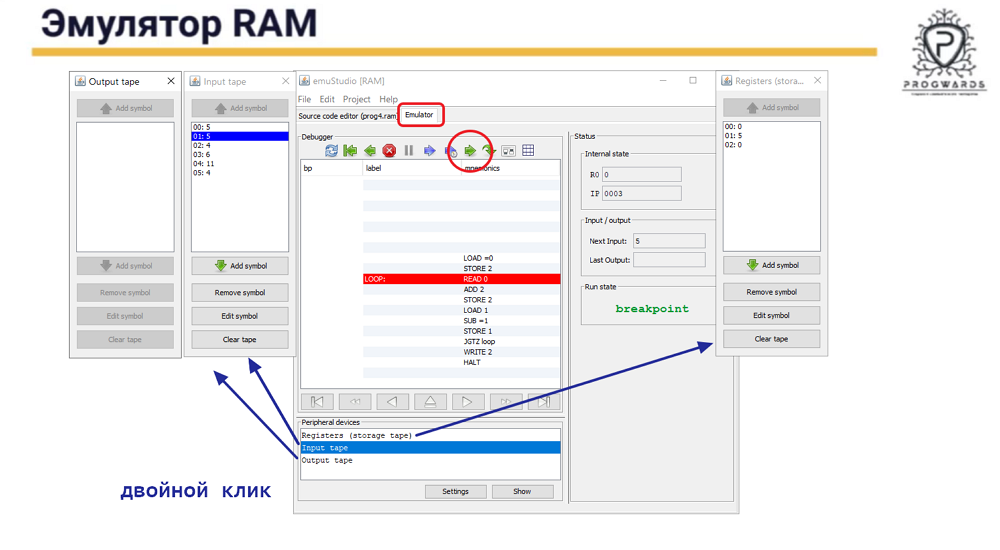 Эмулятор RAM
PROGWARDS
Output tape
Add symbol
Add symbol
Remove symbol
Edit symbol
Clear tape
Input tape
Add symbol
00: 5
01: 5
02: 4
03: 6
04: 11
05: 4
Add symbol
Remove symbol
Edit symbol
Clear tape
emuStudio [RAM]
File Edit Project Help
Source code editor (prog4.ram) Emulator
Debugger
bp label mnemonics
LOAD =0
STORE 2
LOOP: READ 0
ADD 2
STORE 2
LOAD 1
SUB =1
STORE 1
JGTZ loop
WRITE 2
HALT
Peripheral devices
Registers (storage tape)
Input tape
Output tape
Settings Show
Status
Internal state
R0 0
IP 0003
Input / output
Next Input: 5
Last Output:
Run state
breakpoint
Registers (stora...
Add symbol
00: 0
01: 5
02: 0
Add symbol
Remove symbol
Edit symbol
Clear tape
двойной клик